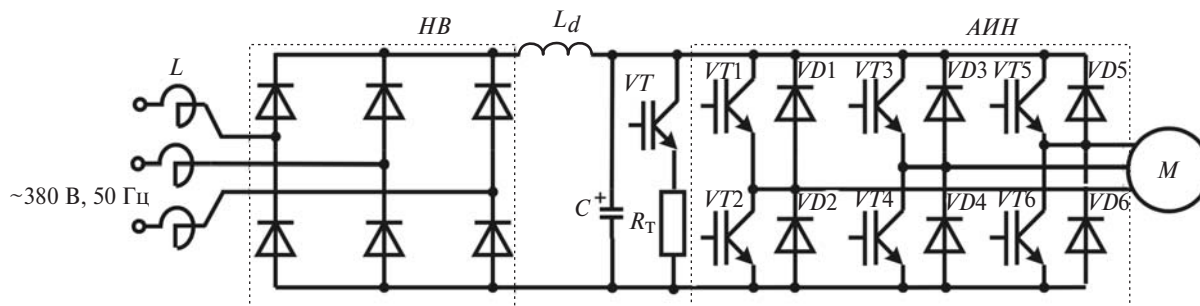 НВ
L_d
АИН
L
VT
VT1
VD1
VT3
VD3
VT5
VD5
~380 В, 50 Гц
C
+
R_Т
M
VT2
VD2
VT4
VD4
VT6
VD6